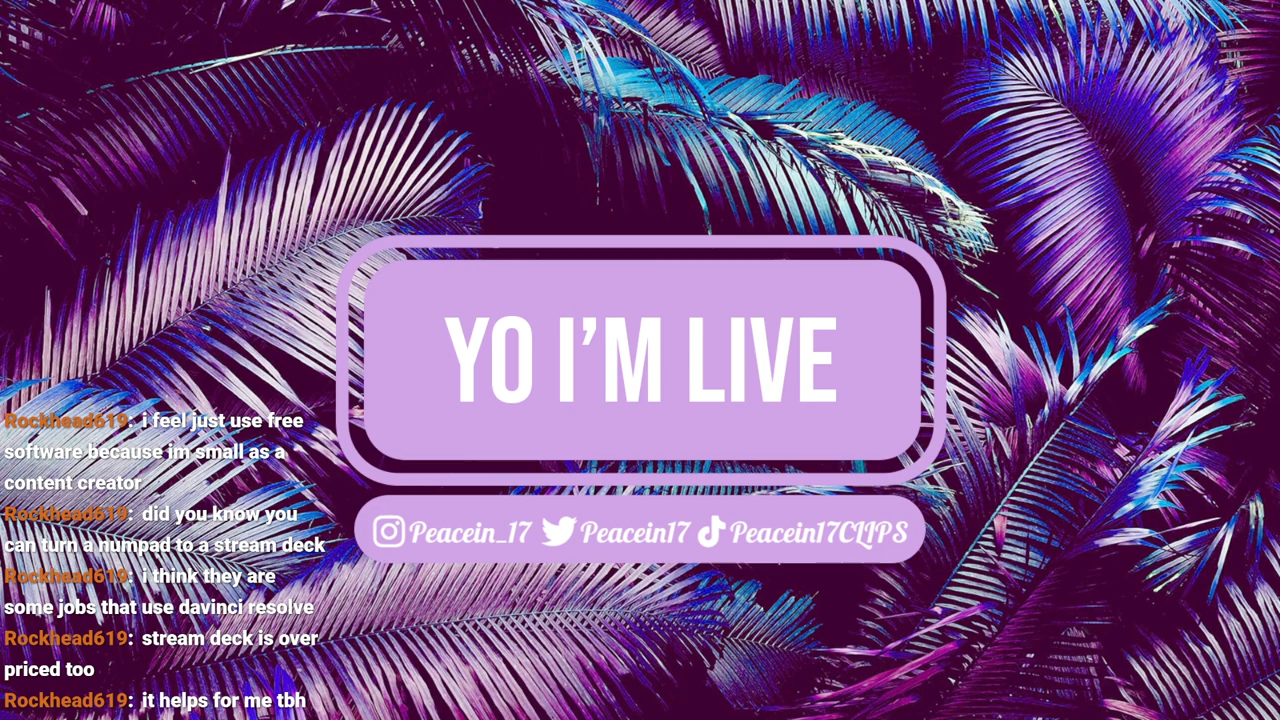 YO I’M LIVE
Peacein_17 Peacein17 Peacein17CLIPS
Rockhead619: i feel just use free
software because im small as a
content creator
Rockhead619: did you know you
can turn a numpad to a stream deck
Rockhead619: i think they are
some jobs that use davinci resolve
Rockhead619: stream deck is over
priced too
Rockhead619: it helps for me tbh